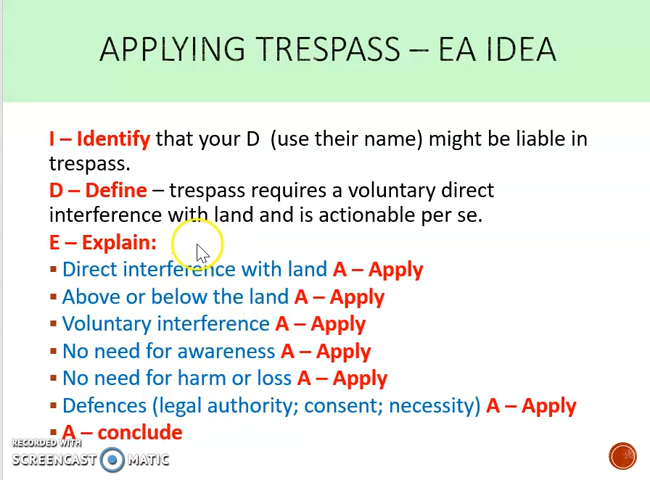 APPLYING TRESPASS – EA IDEA
I – Identify that your D (use their name) might be liable in
trespass.
D – Define – trespass requires a voluntary direct
interference with land and is actionable per se.
E – Explain:
▪ Direct interference with land A – Apply
▪ Above or below the land A – Apply
▪ Voluntary interference A – Apply
▪ No need for awareness A – Apply
▪ No need for harm or loss A – Apply
▪ Defences (legal authority; consent; necessity) A – Apply
▪ A – conclude
RECORDED WITH
SCREENCAST MATIC